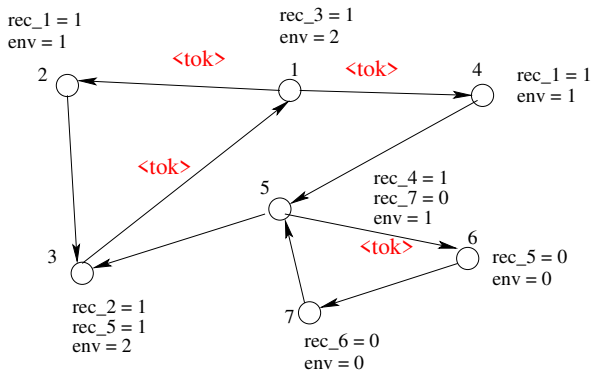 rec_1 = 1
env = 1
rec_3 = 1
env = 2
<tok>
<tok>
2
1
4
rec_1 = 1
env = 1
<tok>
5
rec_4 = 1
rec_7 = 0
env = 1
<tok>
6
3
rec_5 = 0
env = 0
rec_2 = 1
rec_5 = 1
env = 2
7
rec_6 = 0
env = 0